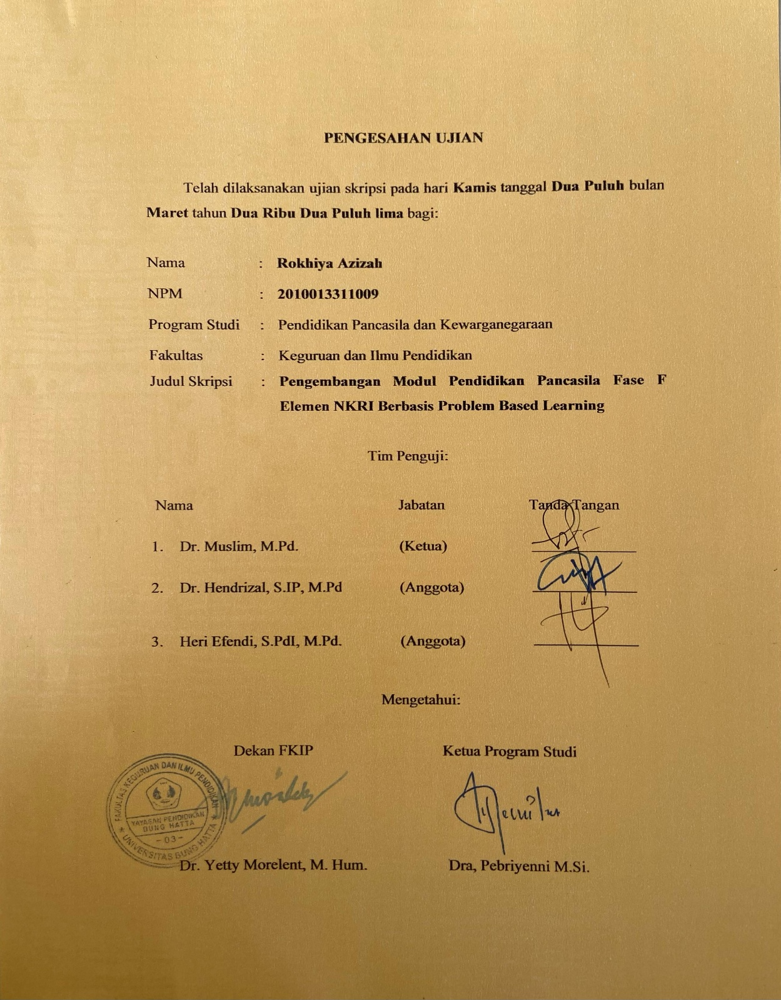 PENGESAHAN UJIAN
Telah dilaksanakan ujian skripsi pada hari Kamis tanggal Dua Puluh bulan
Maret tahun Dua Ribu Dua Puluh lima bagi:
Nama : Rokhiya Azizah
NPM : 2010013311009
Program Studi : Pendidikan Pancasila dan Kewarganegaraan
Fakultas : Keguruan dan Ilmu Pendidikan
Judul Skripsi : Pengembangan Modul Pendidikan Pancasila Fase F
Elemen NKRI Berbasis Problem Based Learning
Tim Penguji:
Nama Jabatan Tanda Tangan
1. Dr. Muslim, M.Pd. (Ketua)
2. Dr. Hendrizal, S.IP, M.Pd (Anggota)
3. Heri Efendi, S.PdI, M.Pd. (Anggota)
Mengetahui:
Dekan FKIP Ketua Program Studi
FAKULTAS KEGURUAN DAN ILMU PENDIDIKAN
YAYASAN PENDIDIKAN
BUNG HATTA
- 03 -
UNIVERSITAS BUNG HATTA
Dr. Yetty Morelent, M. Hum. Dra, Pebriyenni M.Si.